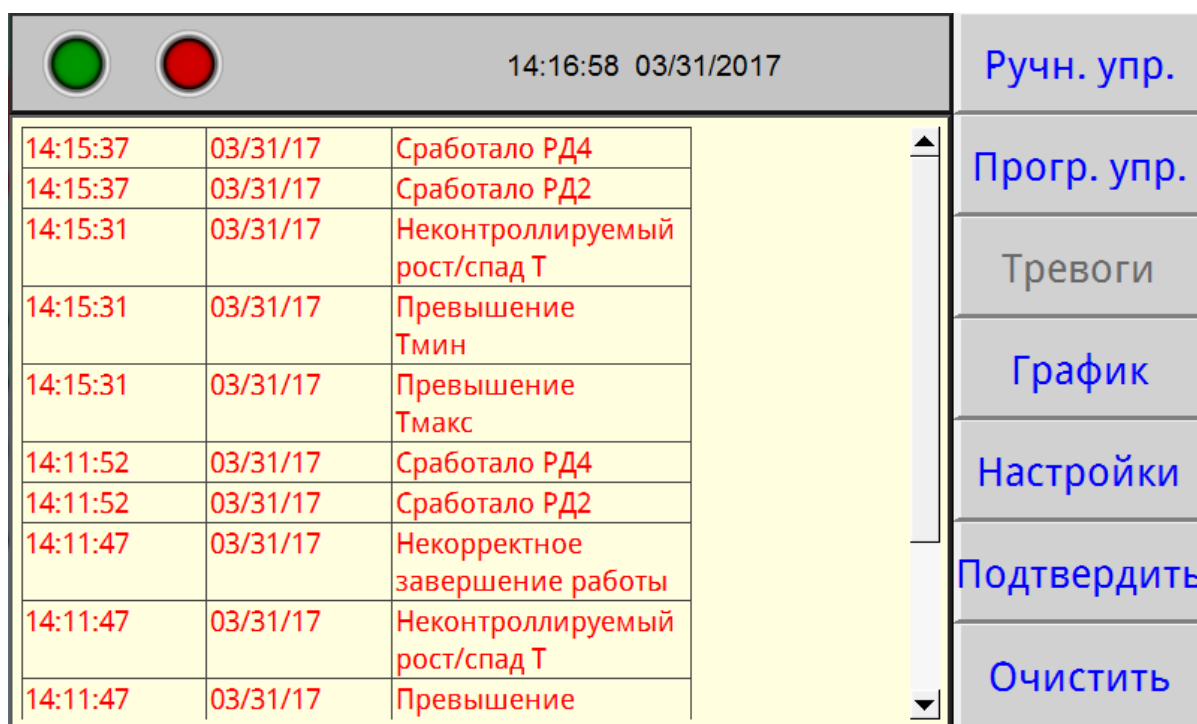 14:16:58 03/31/2017
14:15:37 03/31/17 Сработало РД4
14:15:37 03/31/17 Сработало РД2
14:15:31 03/31/17 Неконтроллируемый
рост/спад Т
14:15:31 03/31/17 Превышение
Тмин
14:15:31 03/31/17 Превышение
Тмакс
14:11:52 03/31/17 Сработало РД4
14:11:52 03/31/17 Сработало РД2
14:11:47 03/31/17 Некорректное
завершение работы
14:11:47 03/31/17 Неконтроллируемый
рост/спад Т
14:11:47 03/31/17 Превышение
Ручн. упр.
Прогр. упр.
Тревоги
График
Настройки
Подтвердить
Очистить